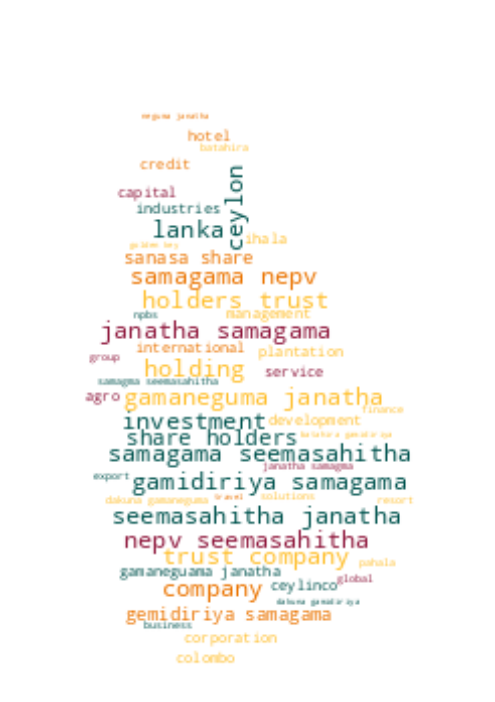 neguma janatha
hotel
batahira
credit
ceylon
capital
industries
lanka
ihala
golden key
sanasa share
samagama nepv
holders trust
npbs
management
janatha samagama
international
plantation
group
holding
service
samagma seemasahitha
agro
gamaneguma janatha
finance
investment
development
share holders
batahira gamidiriya
samagama seemasahitha
janatha samagma
export
gamidiriya samagama
dakuna gamaneguma
travel
solutions
resort
seemasahitha janatha
nepv seemasahitha
trust company
pahala
gamaneguama janatha
global
company
ceylinco
dakuna gamidiriya
gemidiriya samagama
business
corporation
colombo